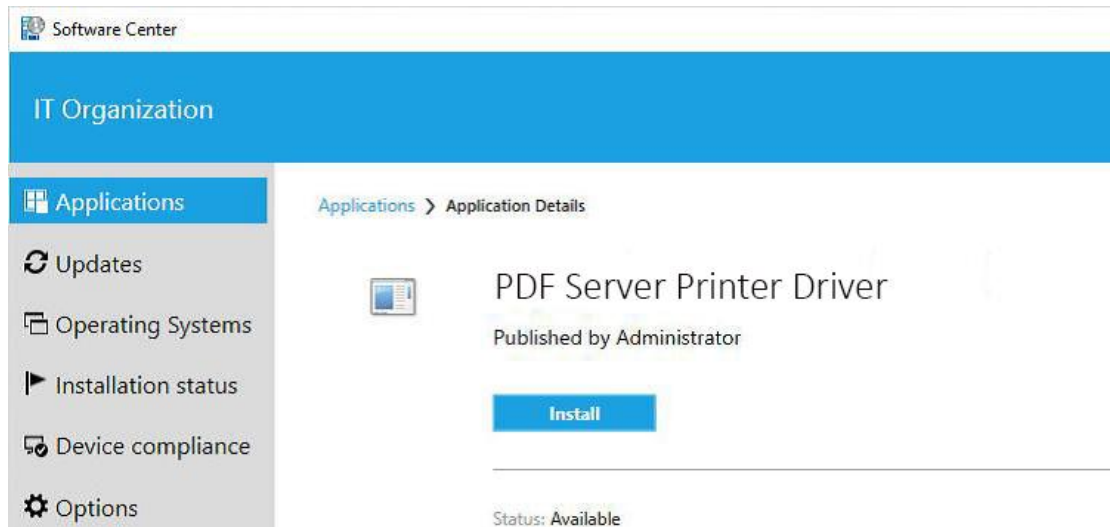 Software Center
IT Organization
Applications
Updates
Operating Systems
Installation status
Device compliance
Options
Applications ❯ Application Details
PDF Server Printer Driver
Published by Administrator
Install
Status: Available